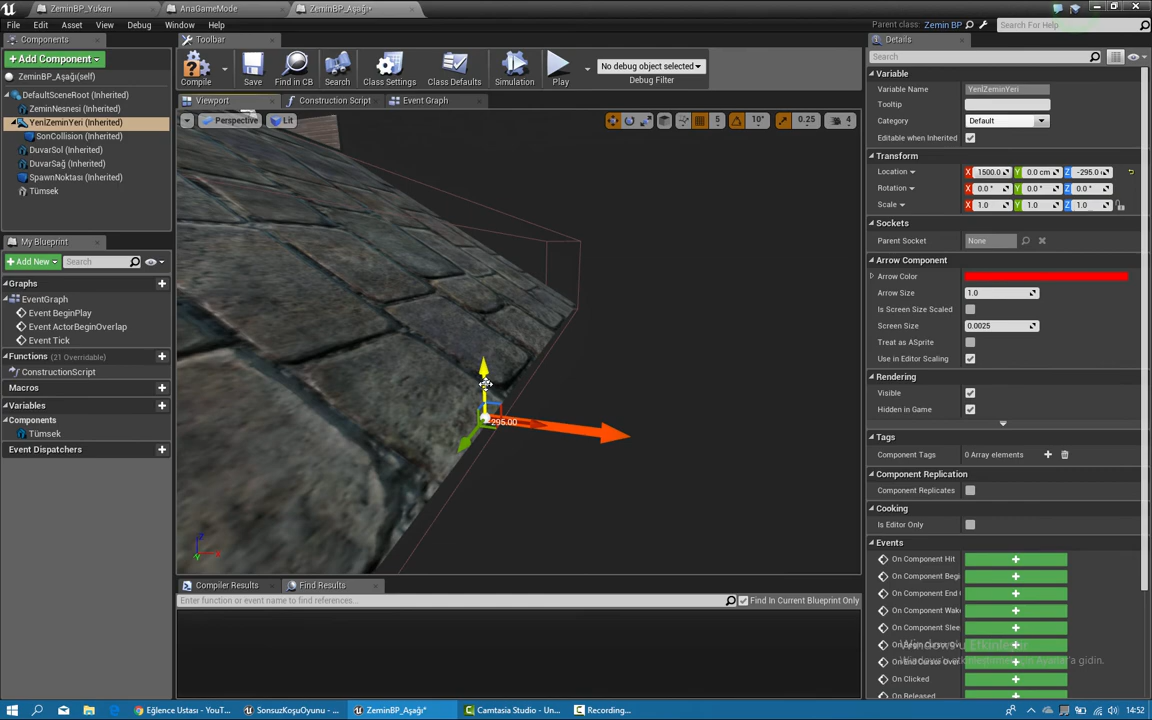 ZeminBP_Yukarı
AnaGameMode
ZeminBP_Aşağı*
File
Edit
Asset
View
Debug
Window
Help
Parent class:
Zemin BP
Search For Help
Components
Toolbar
Details
+ Add Component
ZeminBP_Aşağı(self)
DefaultSceneRoot (Inherited)
ZeminNesnesi (Inherited)
YenİZeminYeri (Inherited)
SonCollision (Inherited)
DuvarSol (Inherited)
DuvarSağ (Inherited)
SpawnNoktası (Inherited)
Tümsek
Compile
Save
Find in CB
Search
Class Settings
Class Defaults
Simulation
Play
No debug object selected
Debug Filter
Viewport
Construction Script
Event Graph
Perspective
Lit
5
10°
0.25
4
295.00
My Blueprint
+ Add New
Search
Graphs
EventGraph
Event BeginPlay
Event ActorBeginOverlap
Event Tick
Functions (21 Overridable)
ConstructionScript
Macros
Variables
Components
Tümsek
Event Dispatchers
Compiler Results
Find Results
Enter function or event name to find references...
Find In Current Blueprint Only
Search
Variable
Variable Name
YenİZeminYeri
Tooltip
Category
Default
Editable when Inherited
Transform
Location
X 1500.0
Y 0.0 cm
Z -295.0
Rotation
X 0.0 °
Y 0.0 °
Z 0.0 °
Scale
X 1.0
Y 1.0
Z 1.0
Sockets
Parent Socket
None
Arrow Component
Arrow Color
Arrow Size
1.0
Is Screen Size Scaled
Screen Size
0.0025
Treat as ASprite
Use in Editor Scaling
Rendering
Visible
Hidden in Game
Tags
Component Tags
0 Array elements
Component Replication
Component Replicates
Cooking
Is Editor Only
Events
On Component Hit
On Component Begi
On Component End
On Component Wak
On Component Slee
On Clicked
On Released
Windows'u Etkinleştir
Eğlence Ustası - YouT...
SonsuzKoşuOyunu - ...
ZeminBP_Aşağı*
Camtasia Studio - Un...
Recording...
14:52